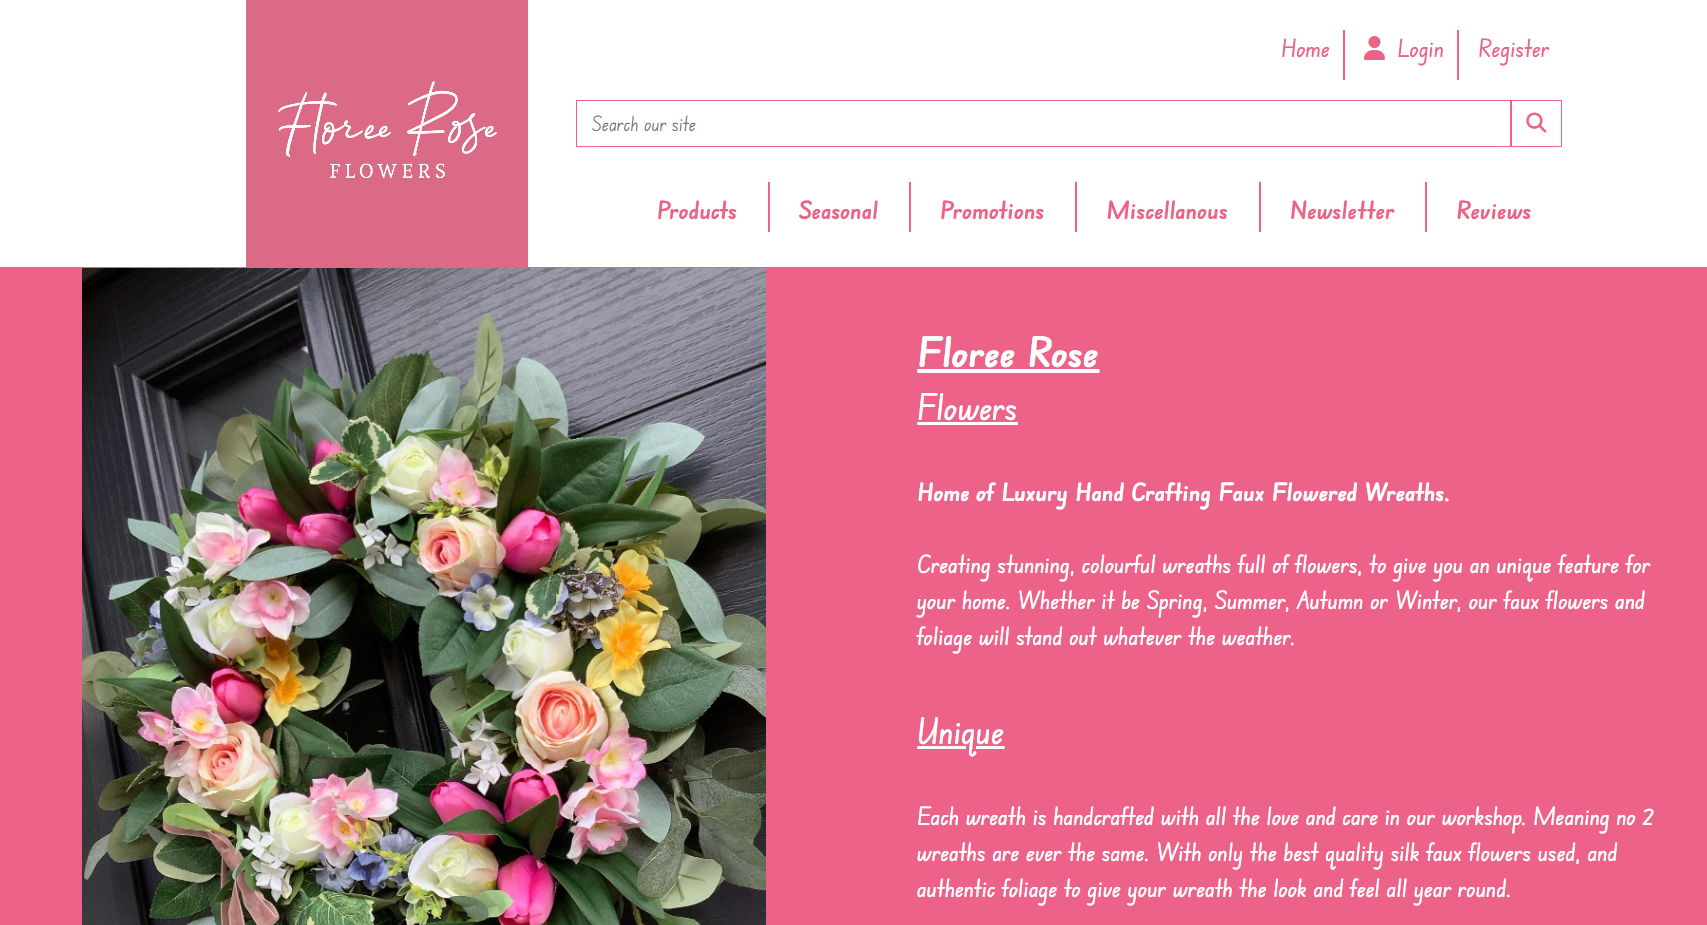 Floree Rose
FLOWERS
Home
Login
Register
Search our site
Products
Seasonal
Promotions
Miscellanous
Newsletter
Reviews
Floree Rose
Flowers
Home of Luxury Hand Crafting Faux Flowered Wreaths.
Creating stunning, colourful wreaths full of flowers, to give you an unique feature for
your home. Whether it be Spring, Summer, Autumn or Winter, our faux flowers and
foliage will stand out whatever the weather.
Unique
Each wreath is handcrafted with all the love and care in our workshop. Meaning no 2
wreaths are ever the same. With only the best quality silk faux flowers used, and
authentic foliage to give your wreath the look and feel all year round.